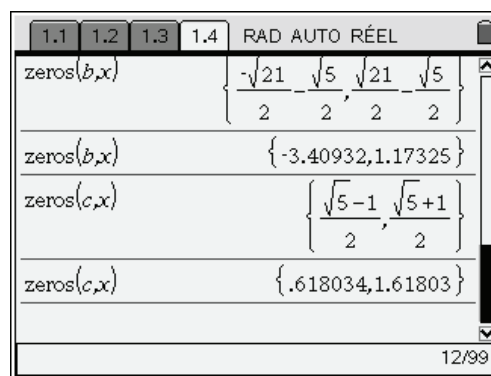 1.1 1.2 1.3 1.4 RAD AUTO RÉEL
zeros(b,x) {-√21/2-√5/2,√21/2-√5/2}
zeros(b,x) {-3.40932,1.17325}
zeros(c,x) {√5-1/2,√5+1/2}
zeros(c,x) {.618034,1.61803}
12/99